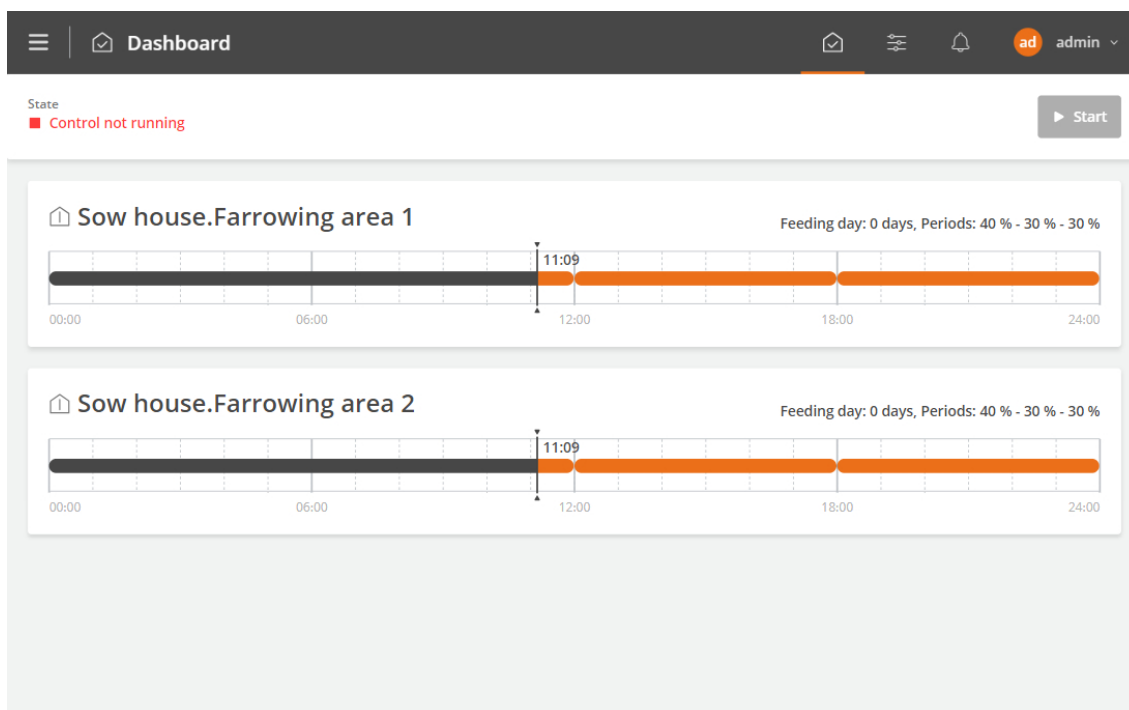 Dashboard
ad admin
State
Control not running
Start
Sow house.Farrowing area 1
Feeding day: 0 days, Periods: 40 % - 30 % - 30 %
11:09
00:00 06:00 12:00 18:00 24:00
Sow house.Farrowing area 2
Feeding day: 0 days, Periods: 40 % - 30 % - 30 %
11:09
00:00 06:00 12:00 18:00 24:00